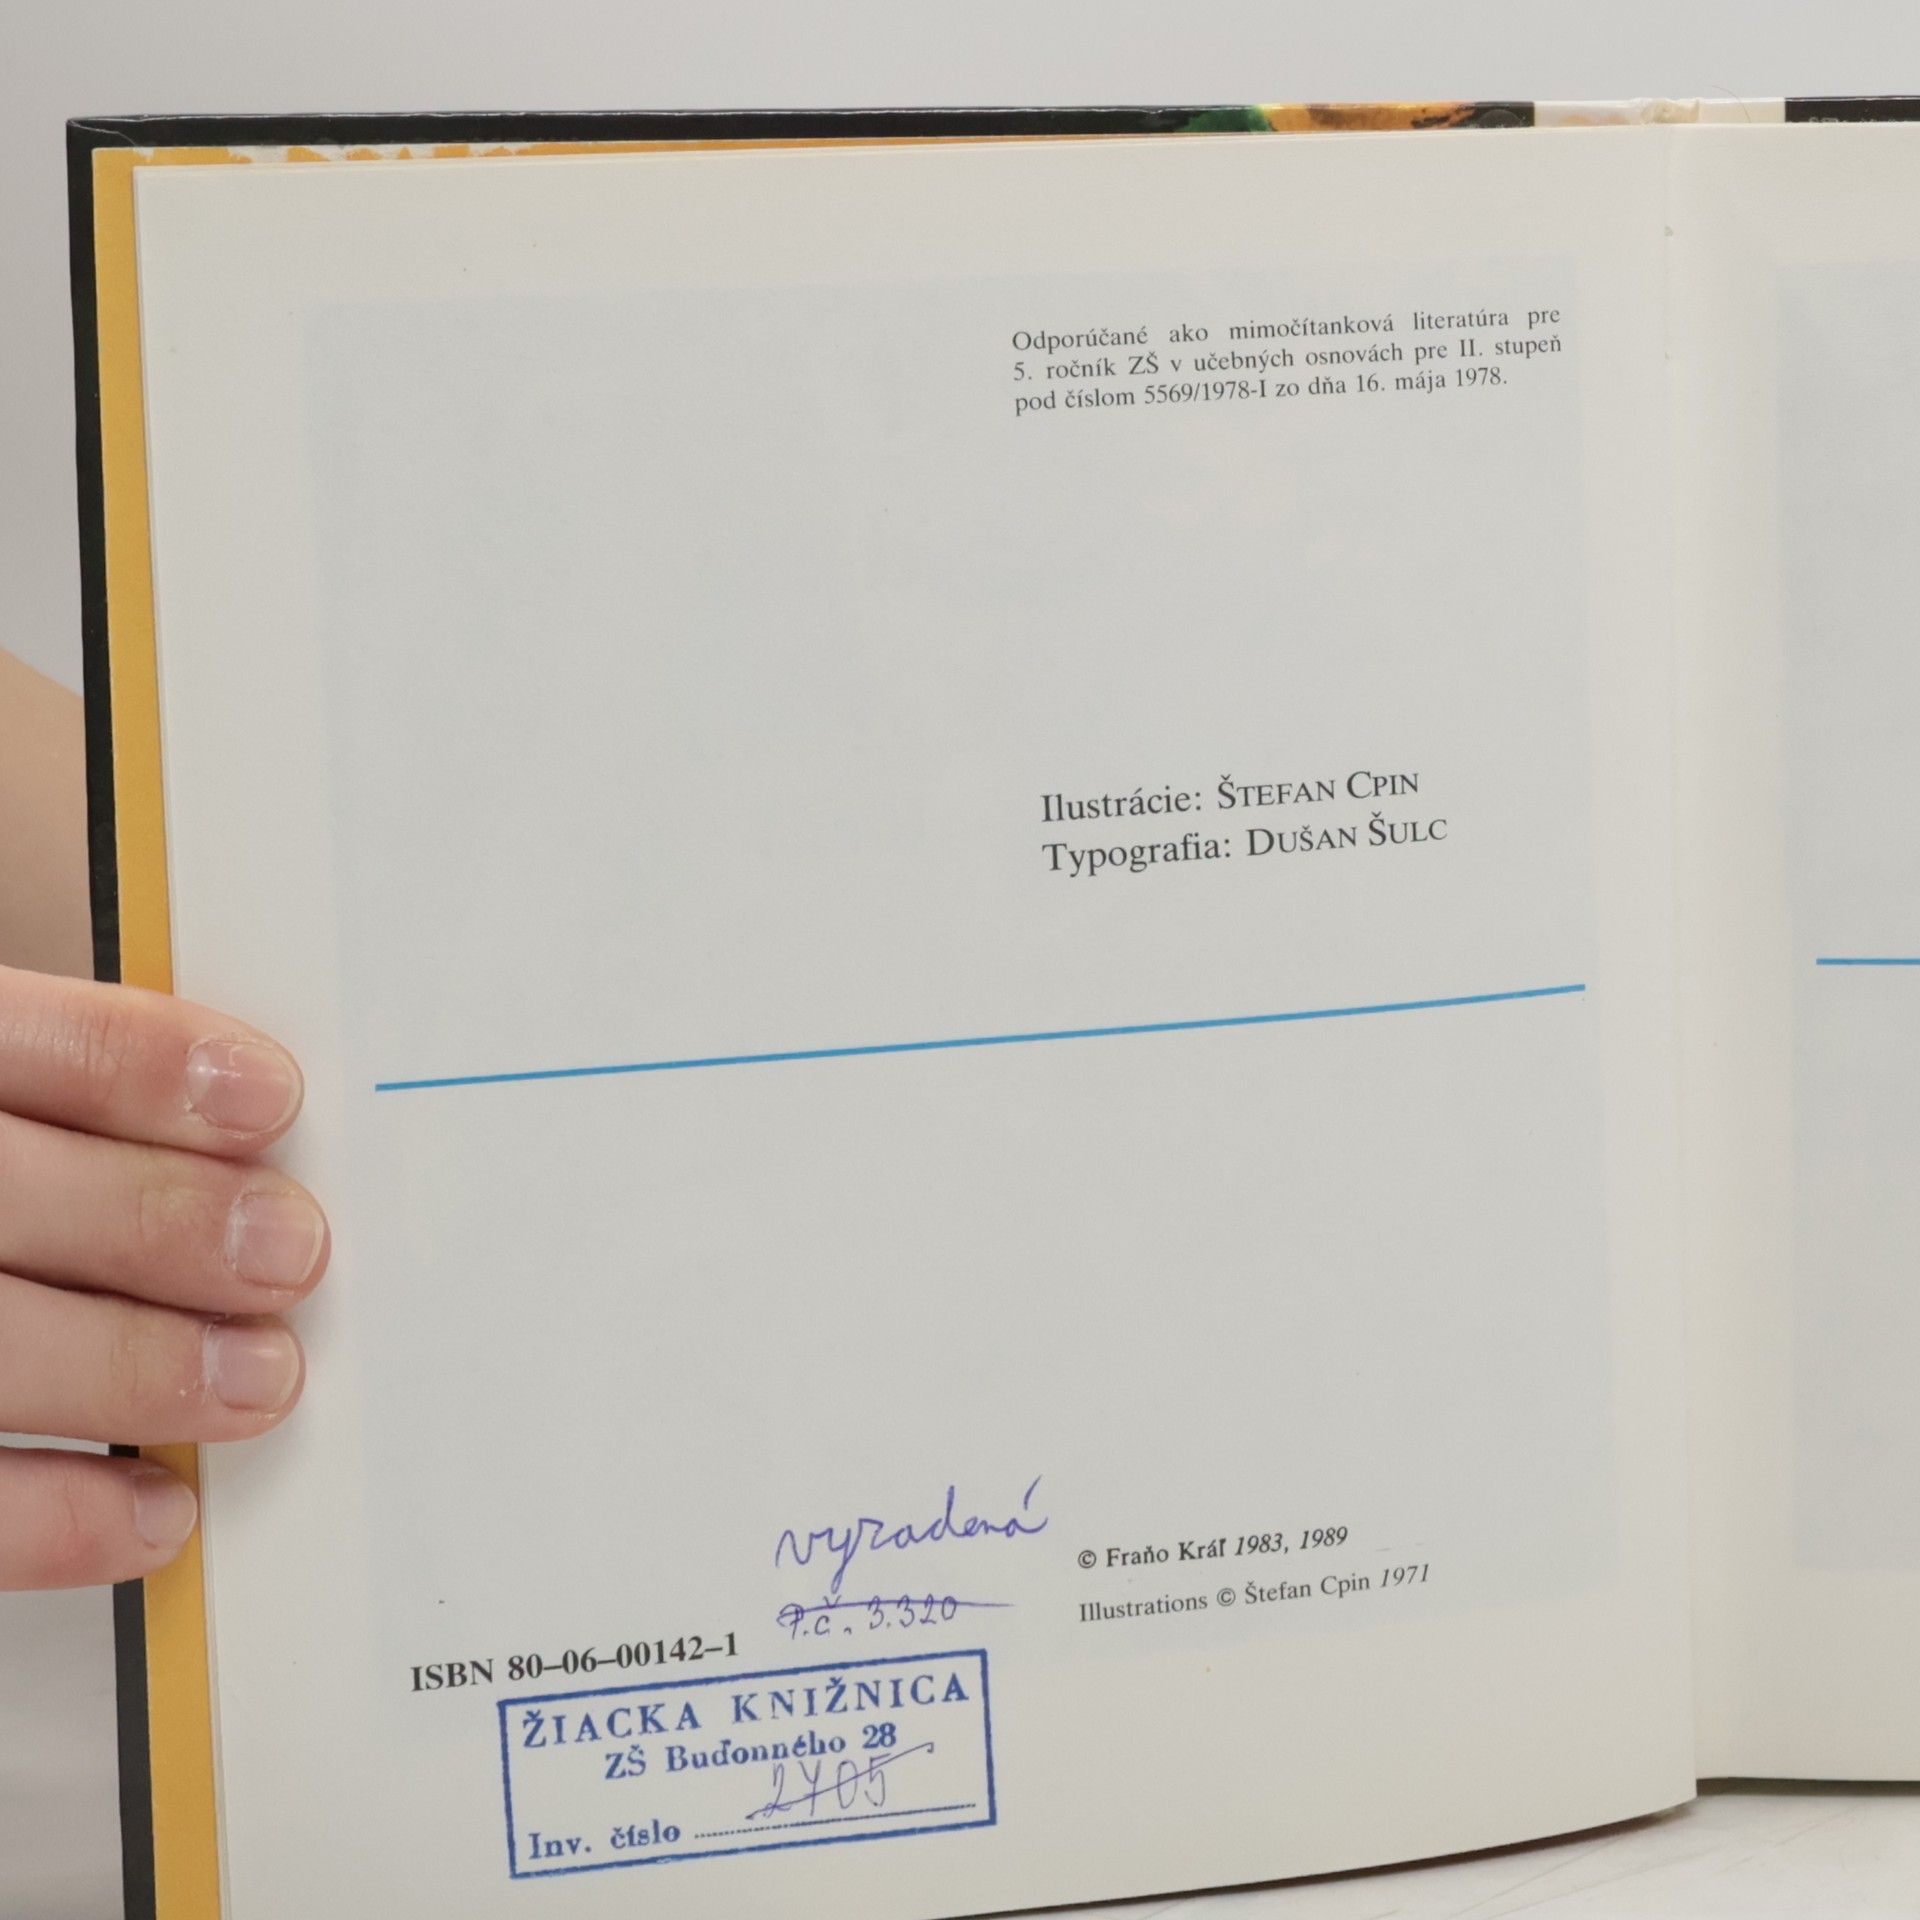 Odporúčané ako mimočítanková literatúra pre
5. ročník ZŠ v učebných osnovách pre II. stupeň
pod číslom 5569/1978-I zo dňa 16. mája 1978.
Ilustrácie: ŠTEFAN CPIN
Typografia: DUŠAN ŠULC
vyradená
P.č. 3.320
© Fraňo Kráľ 1983, 1989
Illustrations © Štefan Cpin 1971
ISBN 80–06–00142–1
ŽIACKA KNIŽNICA
ZŠ Buďonného 28
2705
Inv. číslo